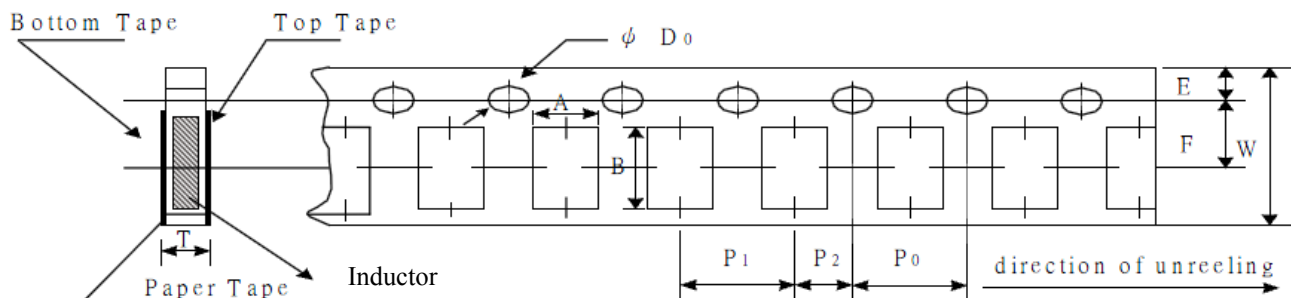 Bottom Tape
Top Tape
ϕ D0
A
B
E
F
W
T
P1
P2
P0
Paper Tape
Inductor
direction of unreeling